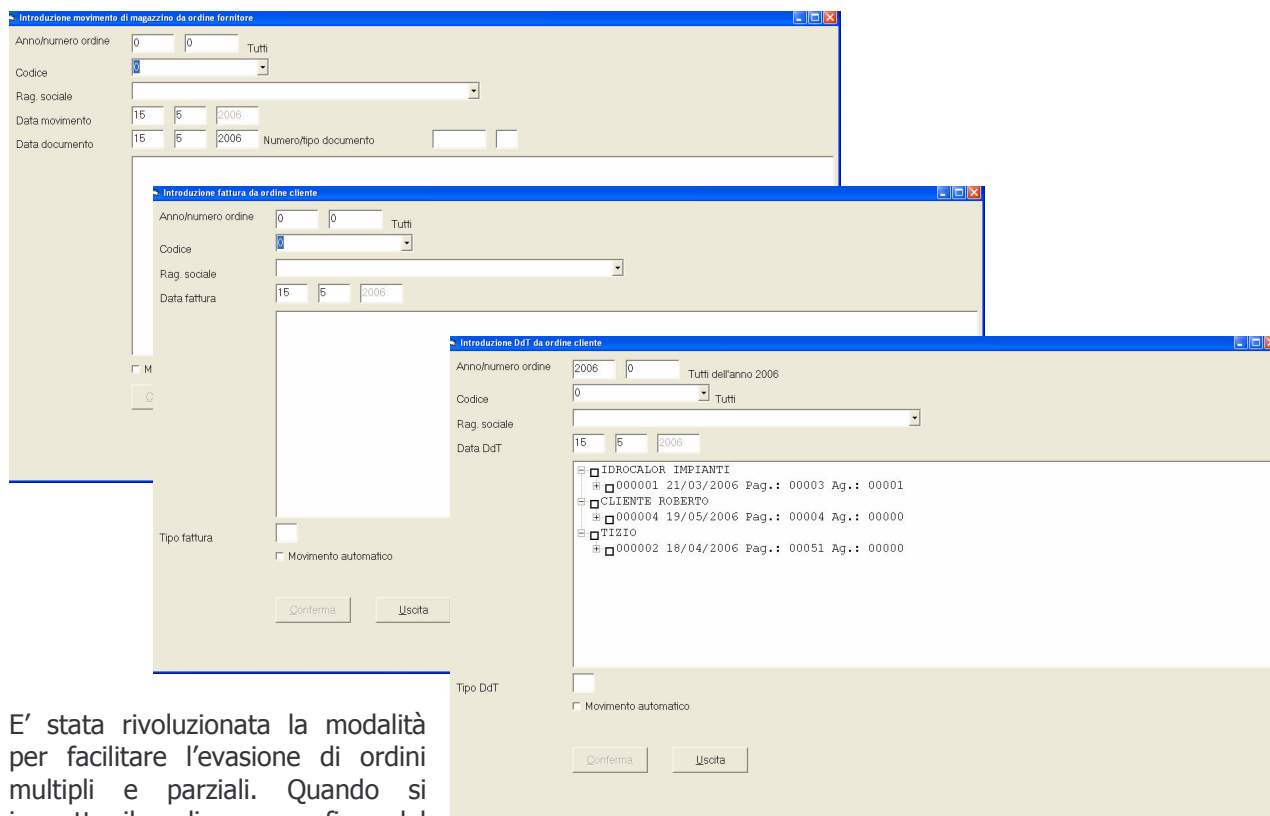 Introduzione movimento di magazzino da ordine fornitore
Anno/numero ordine 0 0 Tutti
Codice 0
Rag. sociale
Data movimento 15 5 2006
Data documento 15 5 2006 Numero/tipo documento
M
Introduzione fattura da ordine cliente
Anno/numero ordine 0 0 Tutti
Codice 0
Rag. sociale
Data fattura 15 5 2006
Tipo fattura
Movimento automatico
Conferma Uscita
Introduzione DdT da ordine cliente
Anno/numero ordine 2006 0 Tutti dell'anno 2006
Codice 0 Tutti
Rag. sociale
Data DdT 15 5 2006
IDROCALOR IMPIANTI
000001 21/03/2006 Pag.: 00003 Ag.: 00001
CLIENTE ROBERTO
000004 19/05/2006 Pag.: 00004 Ag.: 00000
TIZIO
000002 18/04/2006 Pag.: 00051 Ag.: 00000
Tipo DdT
Movimento automatico
Conferma Uscita
E' stata rivoluzionata la modalità
per facilitare l'evasione di ordini
multipli e parziali. Quando si